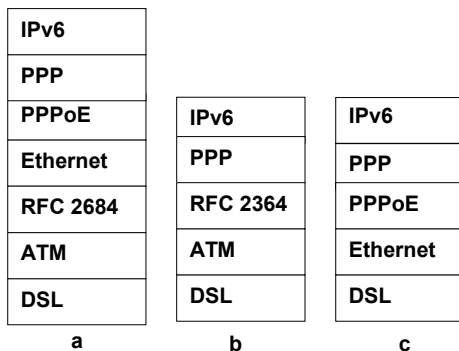 IPv6
PPP
PPPoE
Ethernet
RFC 2684
ATM
DSL
a
IPv6
PPP
RFC 2364
ATM
DSL
b
IPv6
PPP
PPPoE
Ethernet
DSL
c